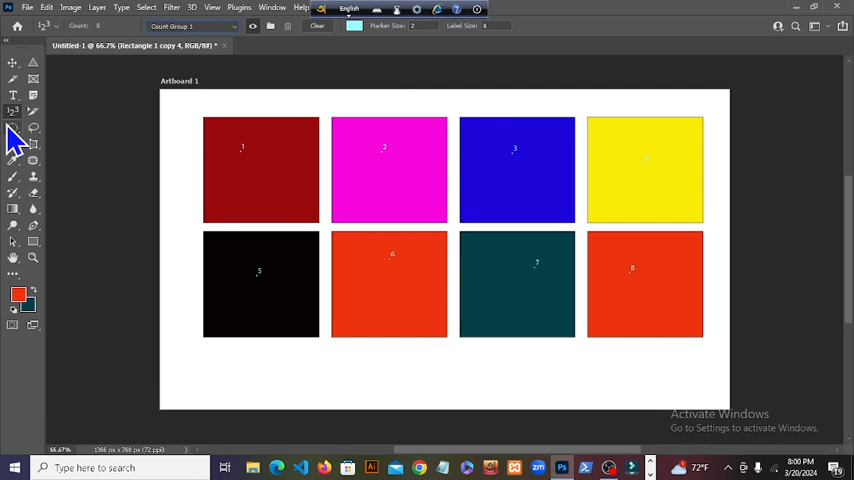 File Edit Image Layer Type Select Filter 3D View Plugins Window Help
English Marker Size: 2 Label Size: 8
Count: 8 Count Group 1 Clear
Untitled-1 @ 66.7% (Rectangle 1 copy 4, RGB/8#) *
Artboard 1
1 2 3 4
5 6 7 8
Activate Windows
Go to Settings to activate Windows.
66.67% 1366 px x 768 px (72 ppi)
Type here to search
72°F
8:00 PM
3/20/2024
19